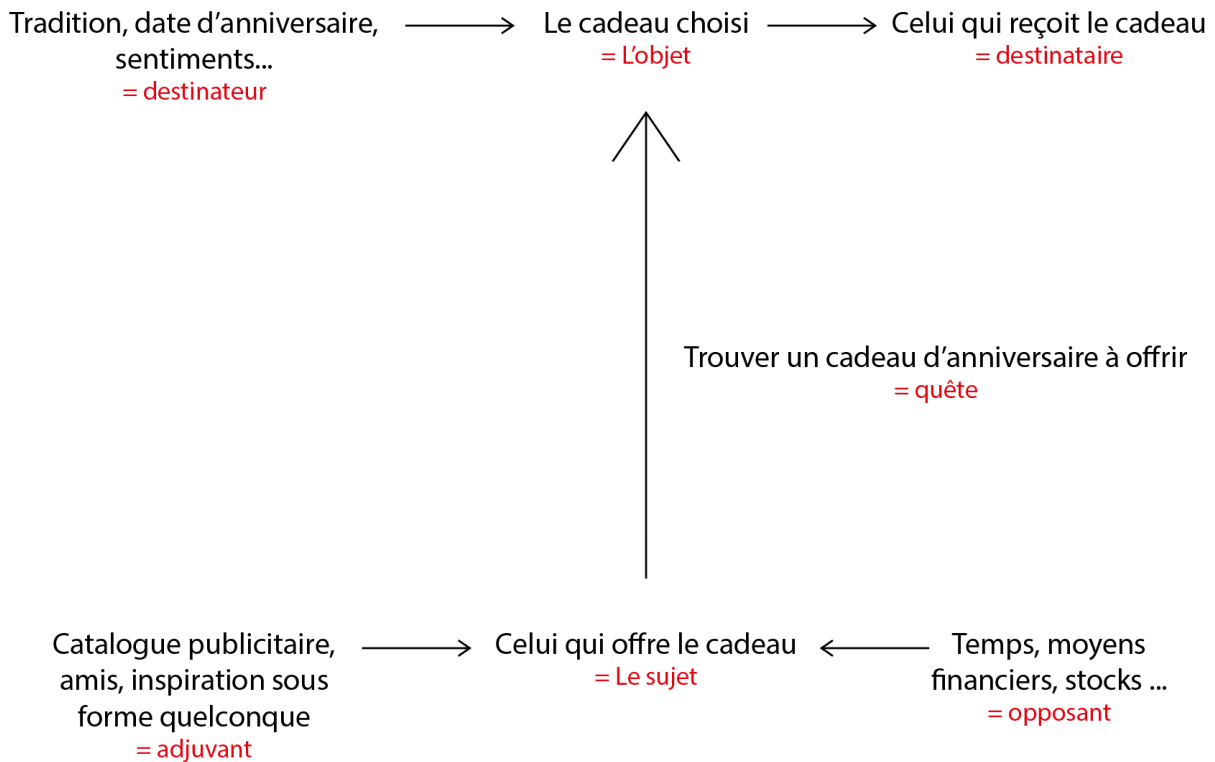 Tradition, date d’anniversaire,
sentiments...
= destinateur
Le cadeau choisi
= L’objet
Celui qui reçoit le cadeau
= destinataire
Trouver un cadeau d’anniversaire à offrir
= quête
Catalogue publicitaire,
amis, inspiration sous
forme quelconque
= adjuvant
Celui qui offre le cadeau
= Le sujet
Temps, moyens
financiers, stocks ...
= opposant